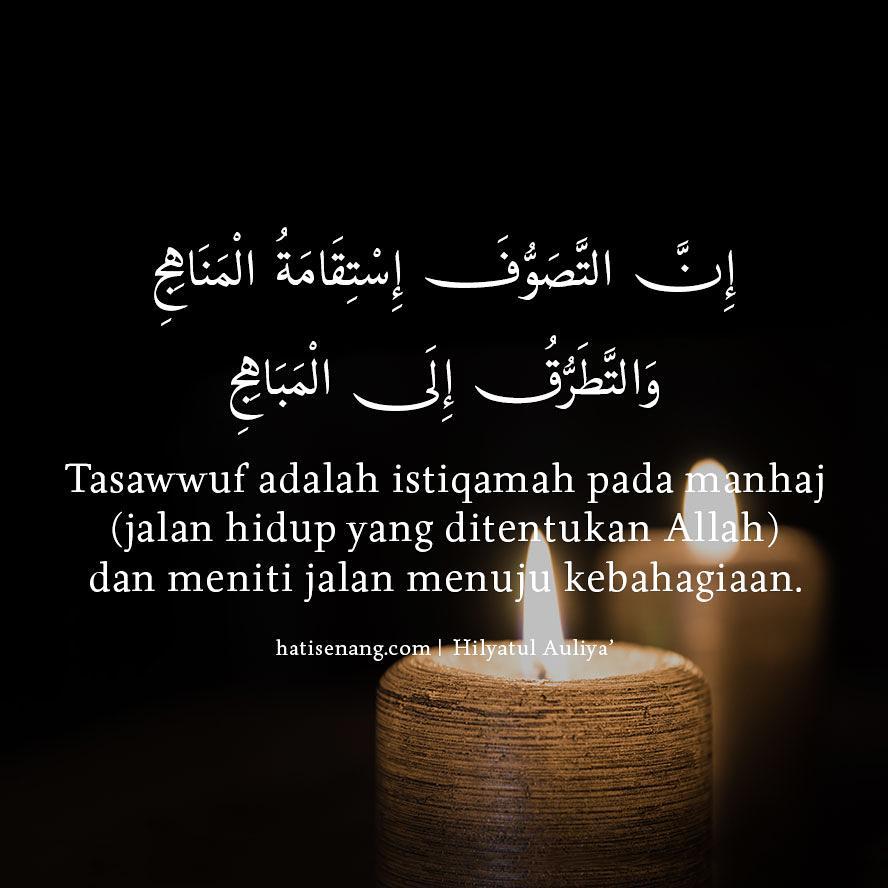 إِنَّ التَّصَوُّفَ إِسْتِقَامَةُ الْمَنَاهِجِ
وَالتَّطَرُّقُ إِلَى الْمَبَاهِجِ
Tasawwuf adalah istiqamah pada manhaj
(jalan hidup yang ditentukan Allah)
dan meniti jalan menuju kebahagiaan.
hatisenang.com | Hilyatul Auliya’